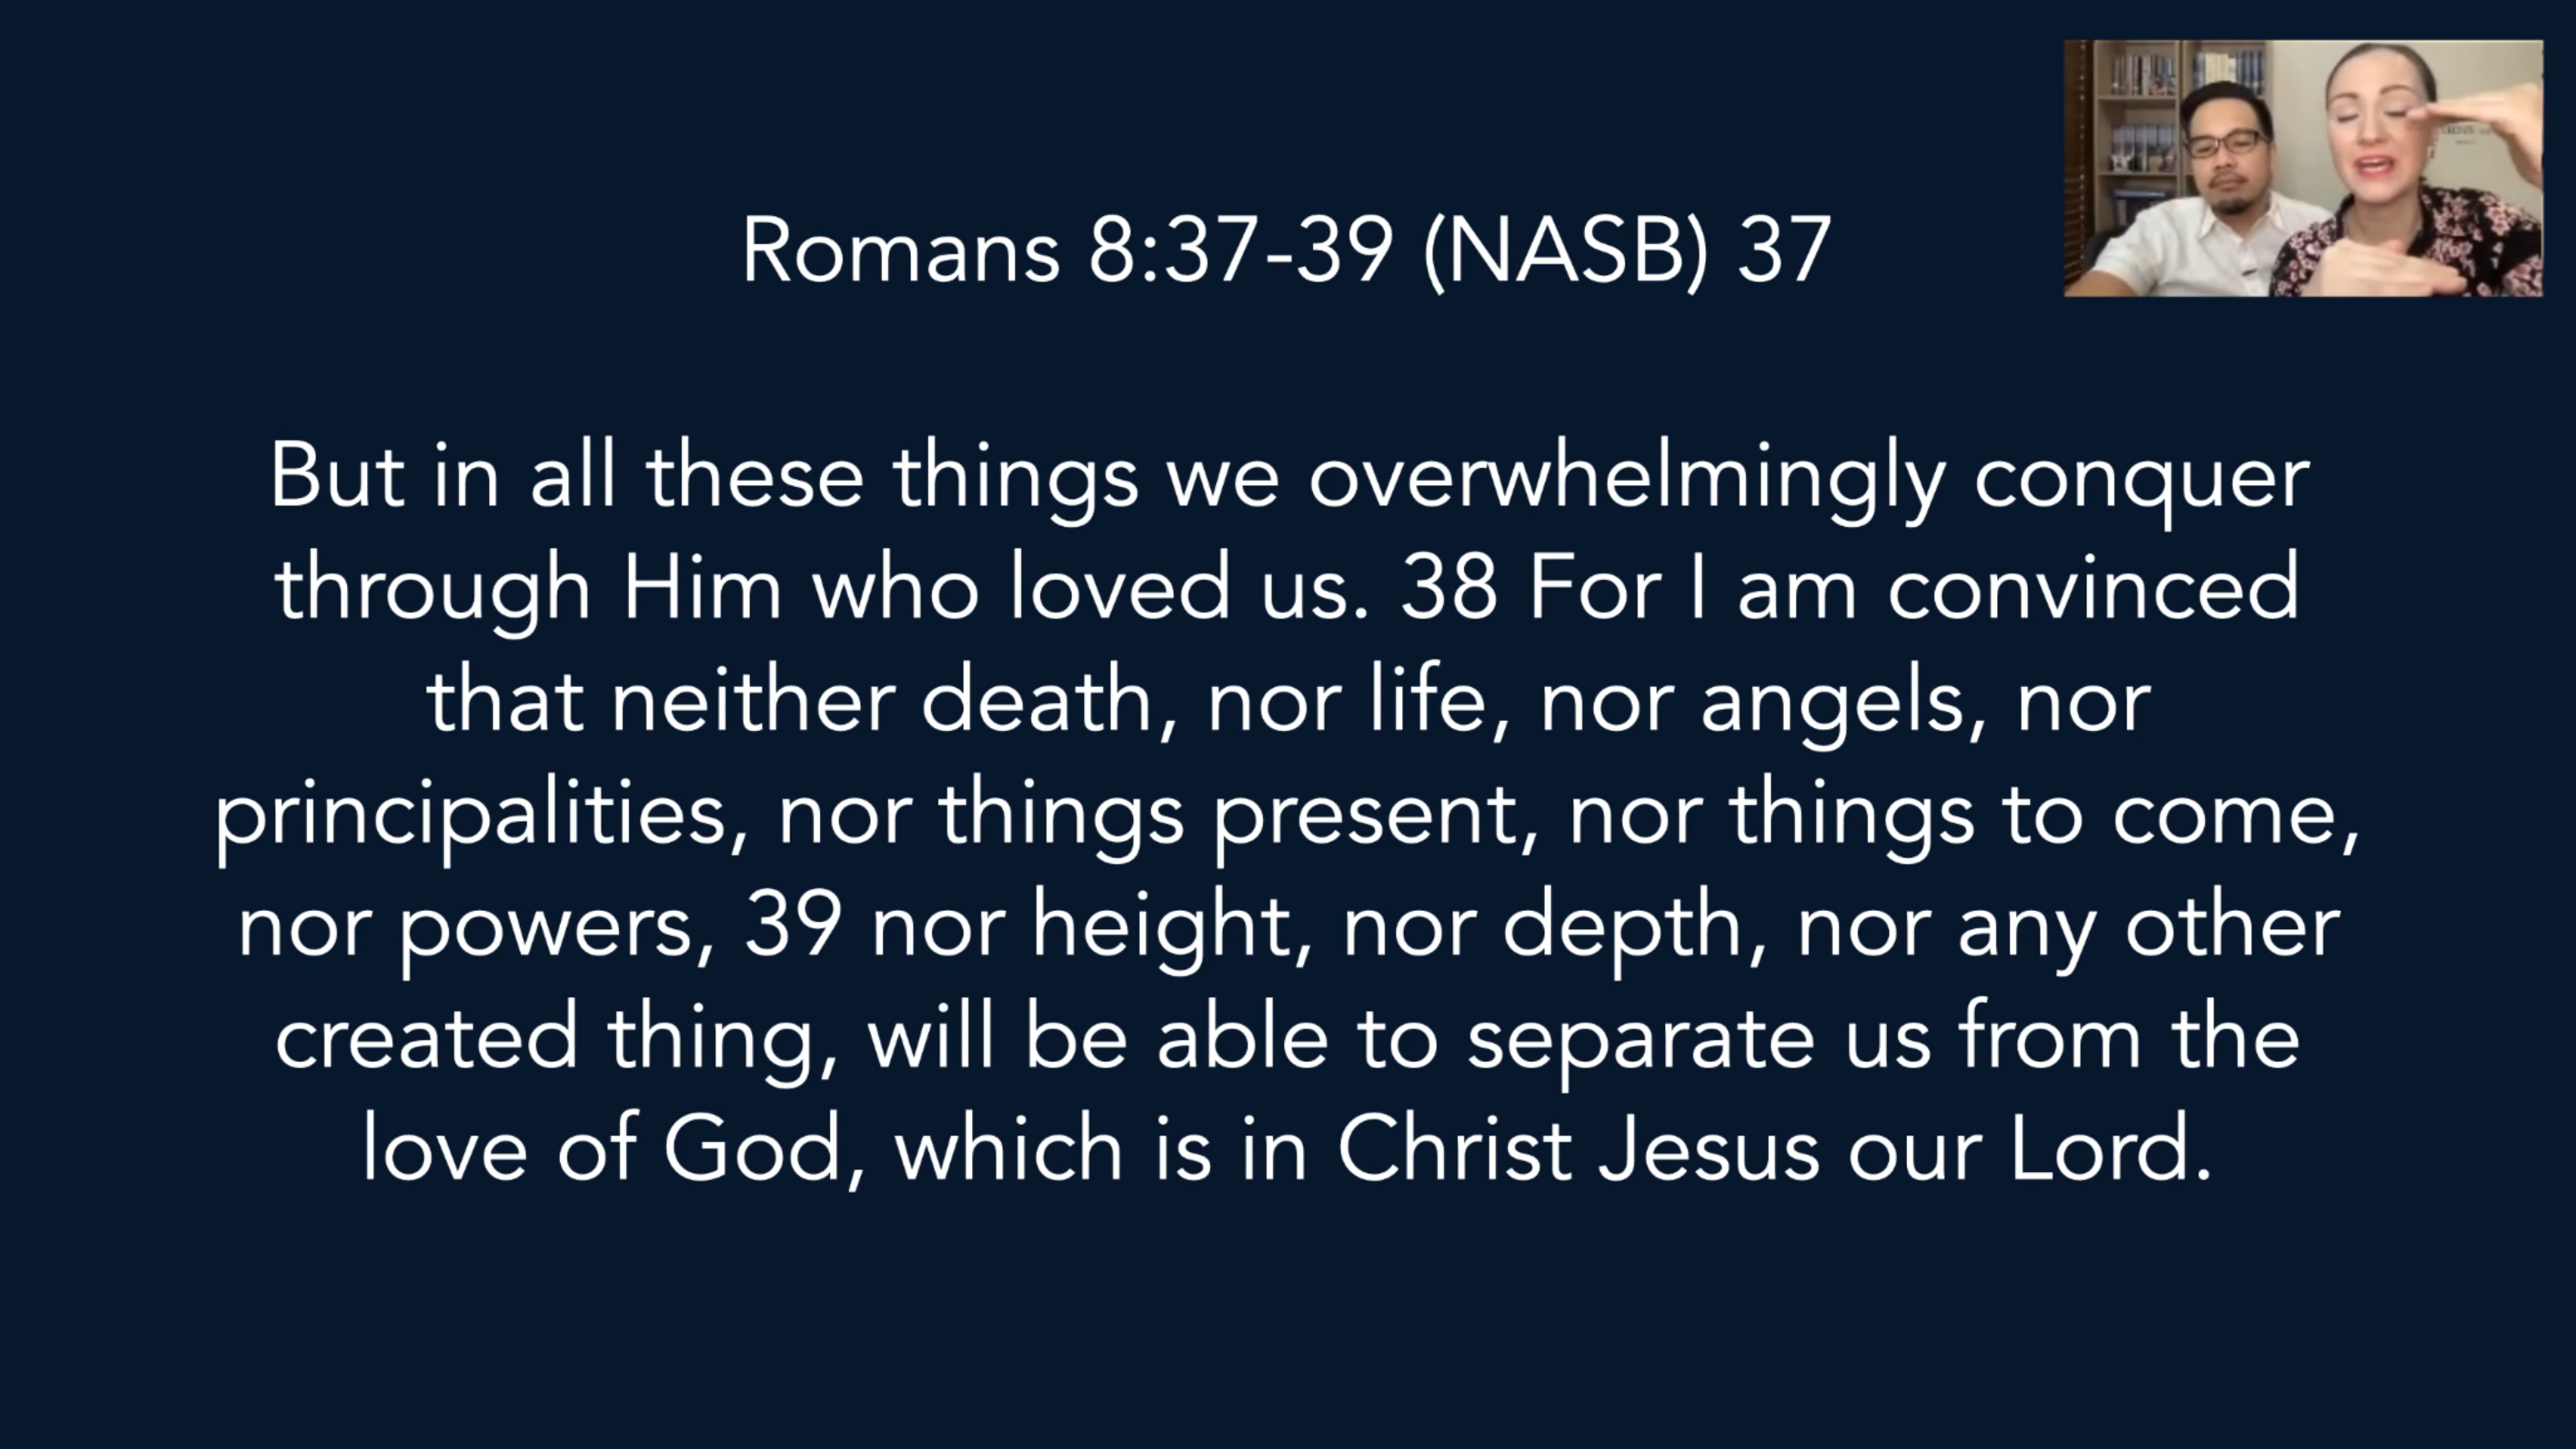 Romans 8:37-39 (NASB) 37
But in all these things we overwhelmingly conquer
through Him who loved us. 38 For I am convinced
that neither death, nor life, nor angels, nor
principalities, nor things present, nor things to come,
nor powers, 39 nor height, nor depth, nor any other
created thing, will be able to separate us from the
love of God, which is in Christ Jesus our Lord.